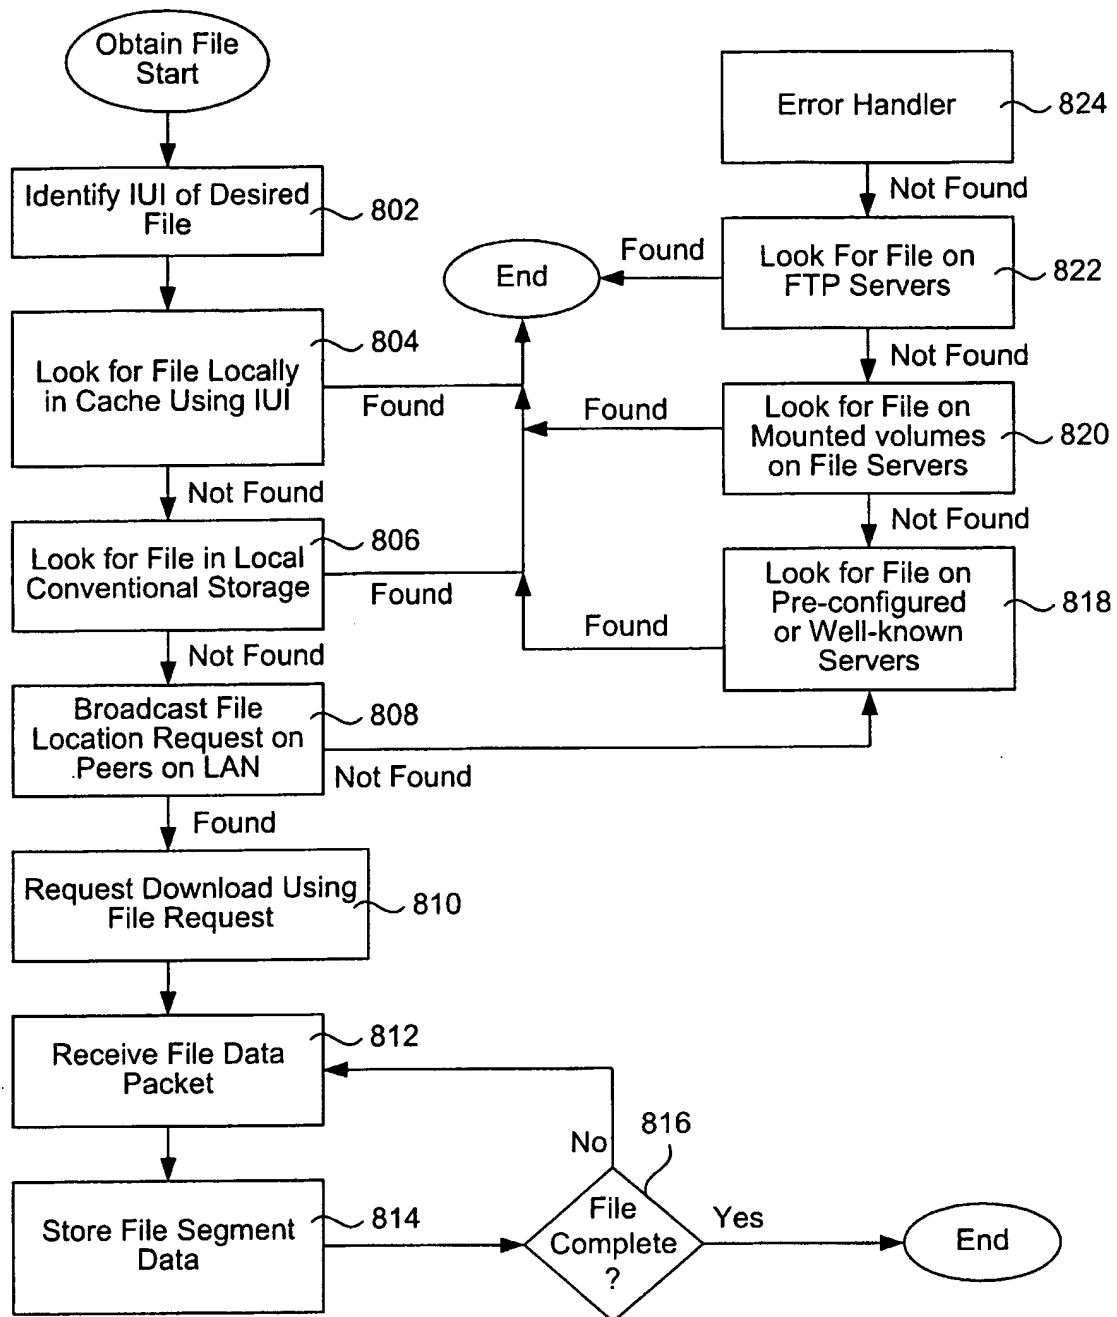 Obtain File
Start
Identify IUI of Desired
File
802
Look for File Locally
in Cache Using IUI
804
Found
Not Found
Look for File in Local
Conventional Storage
806
Found
Not Found
Broadcast File
Location Request on
Peers on LAN
808
Not Found
Found
Request Download Using
File Request
810
Receive File Data
Packet
812
Store File Segment
Data
814
File
Complete
?
816
No
Yes
End
Error Handler
824
Not Found
Look For File on
FTP Servers
822
Found
End
Not Found
Look for File on
Mounted volumes
on File Servers
820
Found
Not Found
Look for File on
Pre-configured
or Well-known
Servers
818
Found